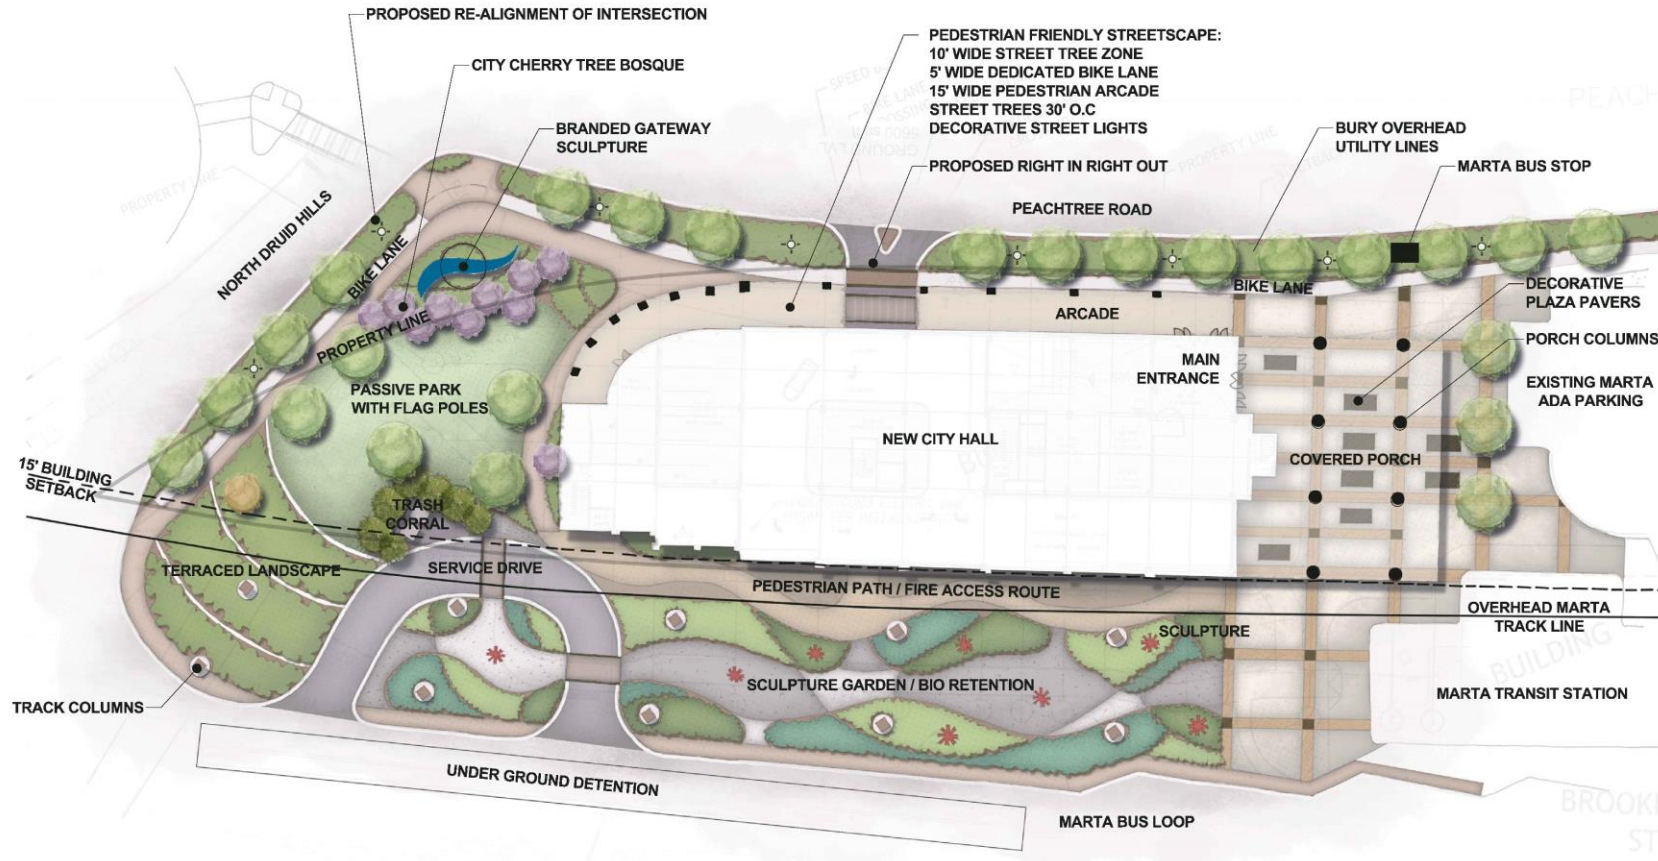 PROPOSED RE-ALIGNMENT OF INTERSECTION
CITY CHERRY TREE BOSQUE
BRANDED GATEWAY
SCULPTURE
PEDESTRIAN FRIENDLY STREETSCAPE:
10' WIDE STREET TREE ZONE
5' WIDE DEDICATED BIKE LANE
15' WIDE PEDESTRIAN ARCADE
STREET TREES 30' O.C
DECORATIVE STREET LIGHTS
PROPOSED RIGHT IN RIGHT OUT
BURY OVERHEAD
UTILITY LINES
MARTA BUS STOP
PEACHTREE ROAD
PROPERTY LINE
PROPERTY LINE
NORTH DRUID HILLS
BIKE LANE
PROPERTY LINE
BIKE LANE
ARCADE
DECORATIVE
PLAZA PAVERS
PORCH COLUMNS
MAIN
ENTRANCE
EXISTING MARTA
ADA PARKING
PASSIVE PARK
WITH FLAG POLES
NEW CITY HALL
COVERED PORCH
15' BUILDING
SETBACK
TRASH
CORRAL
TERRACED LANDSCAPE
SERVICE DRIVE
PEDESTRIAN PATH / FIRE ACCESS ROUTE
OVERHEAD MARTA
TRACK LINE
SCULPTURE
BUILDING
SCULPTURE GARDEN / BIO RETENTION
MARTA TRANSIT STATION
TRACK COLUMNS
UNDER GROUND DETENTION
MARTA BUS LOOP